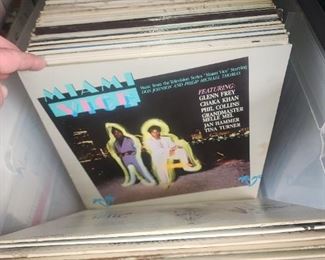 MIAMI
VICE
Music from the Television Series "Miami Vice" Starring
DON JOHNSON AND PHILIP MICHAEL THOMAS
FEATURING:
GLENN FREY
CHAKA KHAN
PHIL COLLINS
GRANDMASTER
MELLE MEL
JAN HAMMER
TINA TURNER